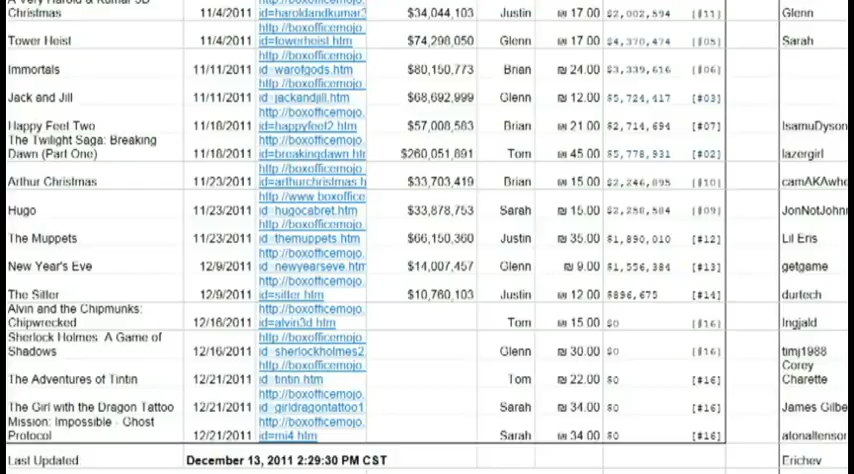 A Very Harold & Kumar 3D
Christmas 11/4/2011 id=haroldandkumar3 $34,044,103 Justin ₪ 17.00 $2,002,594 [#11] Glenn
http://boxofficemojo.
Tower Heist 11/4/2011 id=towerheist.htm $74,298,050 Glenn ₪ 17.00 $4,370,474 [#05] Sarah
http://boxofficemojo.
Immortals 11/11/2011 id=warofgods.htm $80,150,773 Brian ₪ 24.00 $3,339,616 [#06]
http://boxofficemojo.
Jack and Jill 11/11/2011 id=jackandjill.htm $68,692,999 Glenn ₪ 12.00 $5,724,417 [#03]
http://boxofficemojo.
Happy Feet Two 11/18/2011 id=happyfeet2.htm $57,008,583 Brian ₪ 21.00 $2,714,694 [#07] IsamuDyson
The Twilight Saga: Breaking http://boxofficemojo.
Dawn (Part One) 11/18/2011 id=breakingdawn.ht $260,051,891 Tom ₪ 45.00 $5,778,931 [#02] lazergirl
http://boxofficemojo.
Arthur Christmas 11/23/2011 id=arthurchristmas.h $33,703,419 Brian ₪ 15.00 $2,246,895 [#10] camAKAwh
http://www.boxoffice
Hugo 11/23/2011 id=hugocabret.htm $33,878,753 Sarah ₪ 15.00 $2,258,584 [#09] JonNotJohn
http://boxofficemojo.
The Muppets 11/23/2011 id=themuppets.htm $66,150,360 Justin ₪ 35.00 $1,890,010 [#12] Lil Eris
http://boxofficemojo.
New Year's Eve 12/9/2011 id=newyearseve.htm $14,007,457 Glenn ₪ 9.00 $1,556,384 [#13] getgame
http://boxofficemojo.
The Sitter 12/9/2011 id=sitter.htm $10,760,103 Justin ₪ 12.00 $896,675 [#14] durtech
Alvin and the Chipmunks: http://boxofficemojo.
Chipwrecked 12/16/2011 id=alvin3d.htm Tom ₪ 15.00 $0 [#16] Ingjald
Sherlock Holmes: A Game of http://boxofficemojo.
Shadows 12/16/2011 id=sherlockholmes2. Glenn ₪ 30.00 $0 [#16] timj1988
http://boxofficemojo. Corey
The Adventures of Tintin 12/21/2011 id=tintin.htm Tom ₪ 22.00 $0 [#16] Charette
http://boxofficemojo.
The Girl with the Dragon Tattoo 12/21/2011 id=girldragontattoo1 Sarah ₪ 34.00 $0 [#16] James Gilbe
Mission: Impossible - Ghost http://boxofficemojo.
Protocol 12/21/2011 id=mi4.htm Sarah ₪ 34.00 $0 [#16] atonaltensor
Last Updated: December 13, 2011 2:29:30 PM CST Erichev